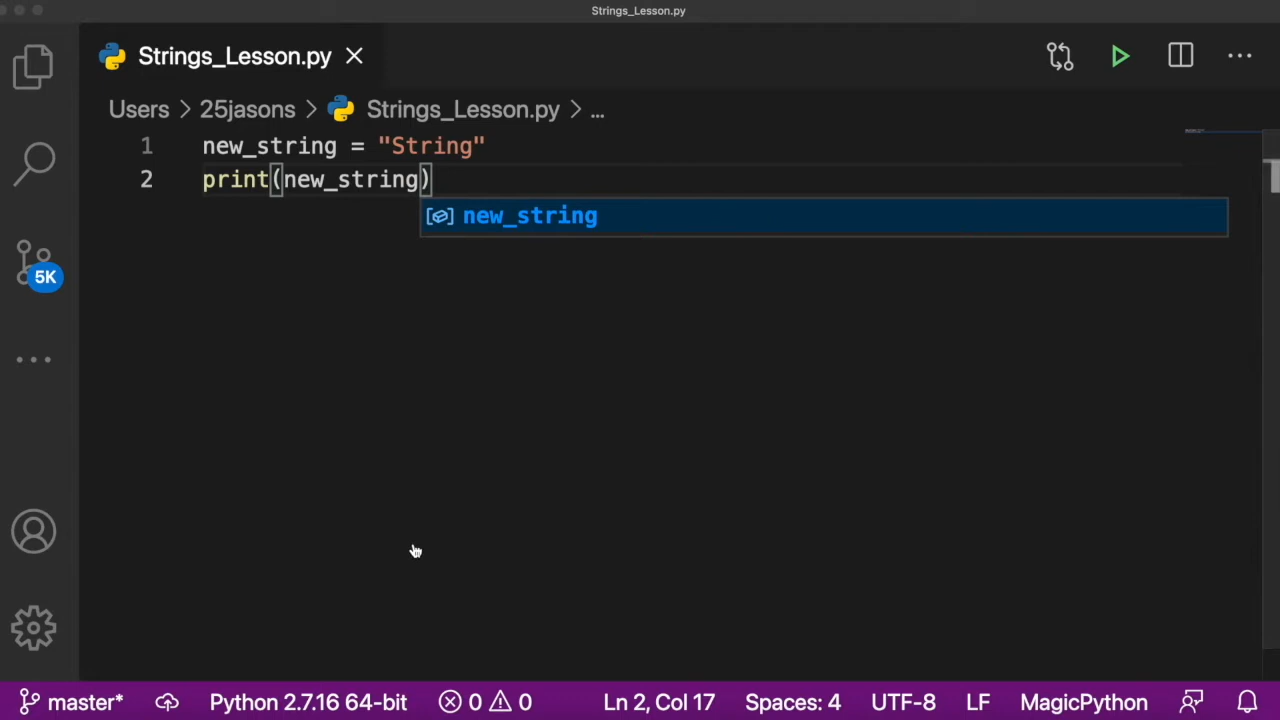 Strings_Lesson.py
Strings_Lesson.py
Users > 25jasons > Strings_Lesson.py > ...
1 new_string = "String"
2 print(new_string)
new_string
5K
master* Python 2.7.16 64-bit 0 0 Ln 2, Col 17 Spaces: 4 UTF-8 LF MagicPython